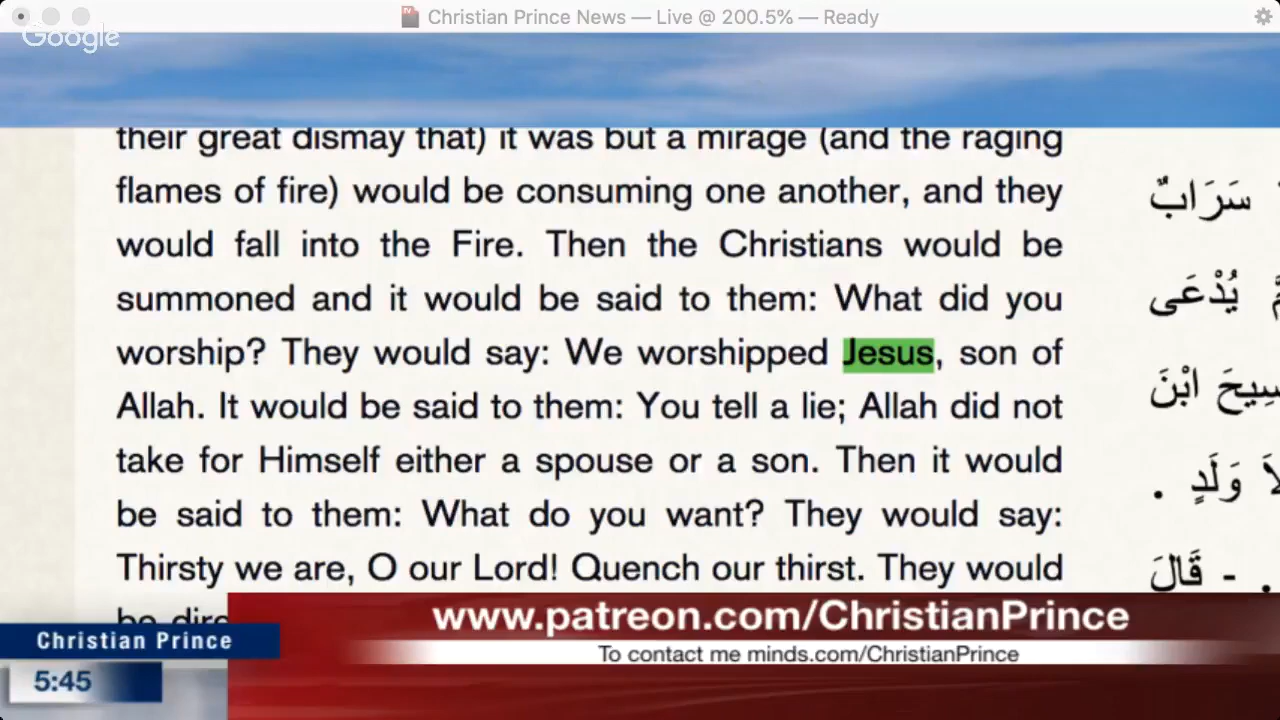 Christian Prince News — Live @ 200.5% — Ready
Google
their great dismay that) it was but a mirage (and the raging
flames of fire) would be consuming one another, and they
would fall into the Fire. Then the Christians would be
summoned and it would be said to them: What did you
worship? They would say: We worshipped Jesus, son of
Allah. It would be said to them: You tell a lie; Allah did not
take for Himself either a spouse or a son. Then it would
be said to them: What do you want? They would say:
Thirsty we are, O our Lord! Quench our thirst. They would
سَرَابٌ
يُدْعَى
ابْنَ
وَلَدٍ .
. - قَالَ
www.patreon.com/ChristianPrince
To contact me minds.com/ChristianPrince
Christian Prince
5:45